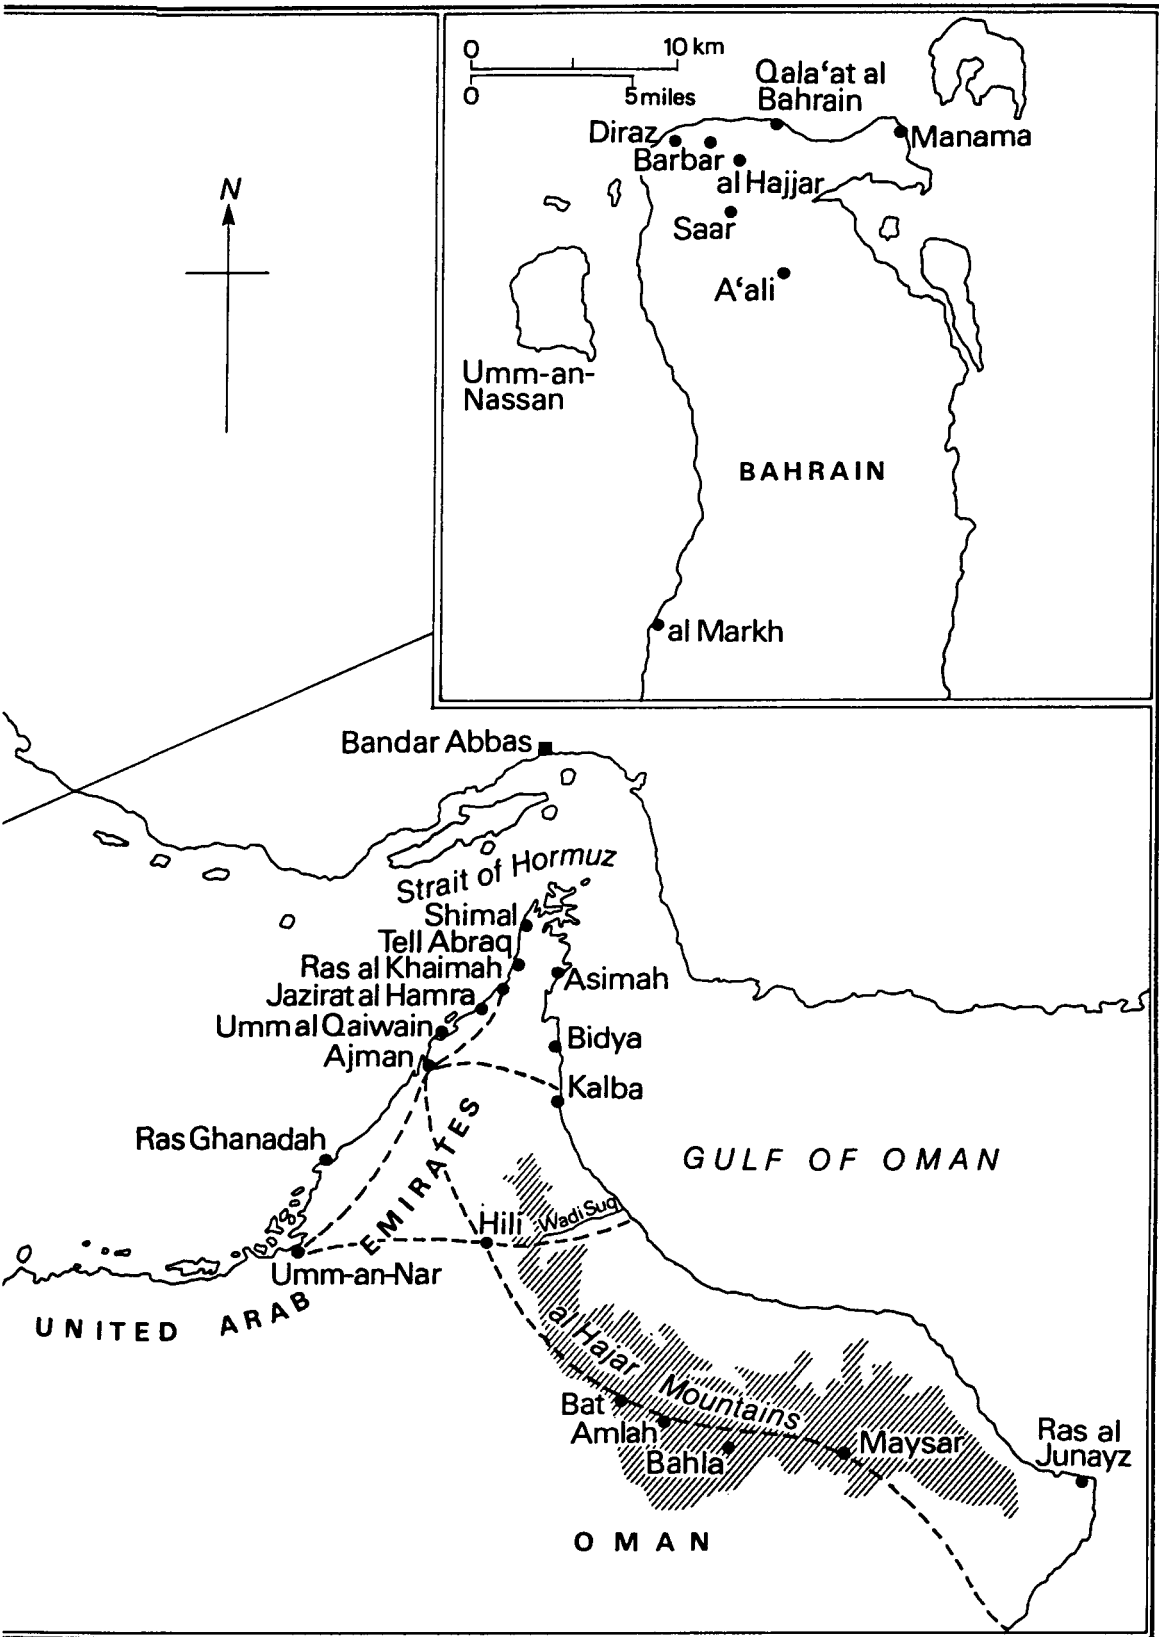 0 10 km
0 5 miles
Qala‘at al
Bahrain
Diraz
Manama
Barbar
al Hajjar
Saar
A‘ali
Umm-an-
Nassan
BAHRAIN
al Markh
N
Bandar Abbas
Strait of Hormuz
Shimal
Tell Abraq
Ras al Khaimah
Asimah
Jazirat al Hamra
Umm al Qaiwain
Bidya
Ajman
Kalba
Ras Ghanadah
GULF OF OMAN
Hili
Wadi Suq
Umm-an-Nar
UNITED ARAB EMIRATES
al Hajar Mountains
Bat
Amlah
Bahla
Maysar
Ras al
Junayz
OMAN